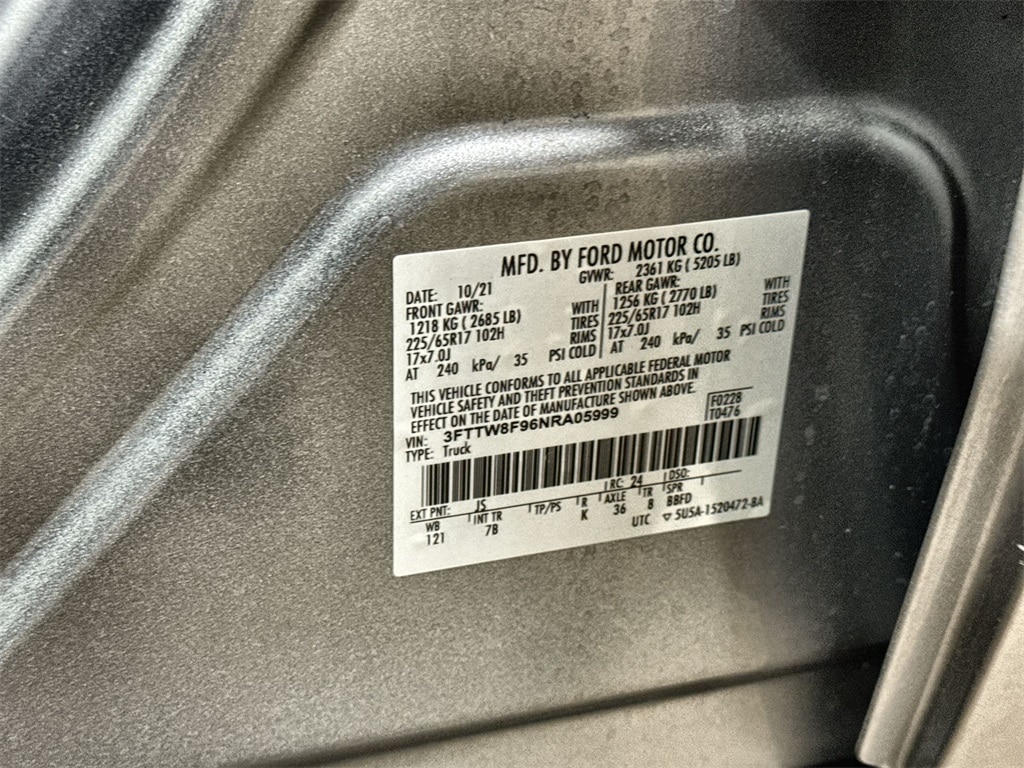 MFD. BY FORD MOTOR CO.
DATE: 10/21 GVWR: 2361 KG ( 5205 LB)
FRONT GAWR: WITH REAR GAWR: WITH
1218 KG ( 2685 LB) TIRES 1256 KG ( 2770 LB) TIRES
225/65R17 102H RIMS 225/65R17 102H RIMS
17x7.0J PSI COLD 17x7.0J PSI COLD
AT 240 kPa/ 35 AT 240 kPa/ 35
THIS VEHICLE CONFORMS TO ALL APPLICABLE FEDERAL MOTOR
VEHICLE SAFETY AND THEFT PREVENTION STANDARDS IN
EFFECT ON THE DATE OF MANUFACTURE SHOWN ABOVE.
F0228
T0476
VIN: 3FTTW8F96NRA05999
TYPE: Truck
EXT PNT: JS RC: 24 DSO:
WB INT TR TP/PS R AXLE TR SPR
121 7B K 36 8 BBFD
UTC ▽ 5U5A-1520472-BA